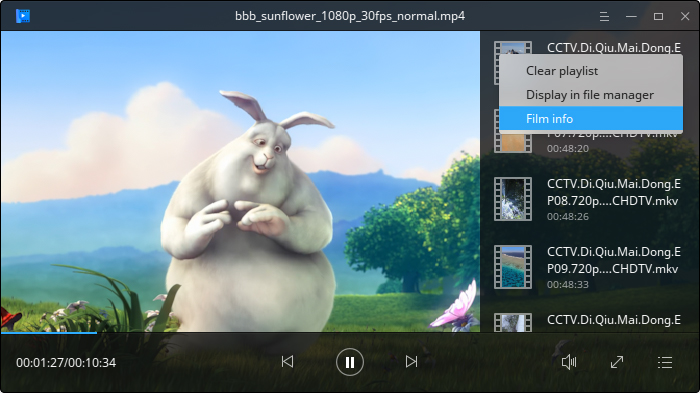 bbb_sunflower_1080p_30fps_normal.mp4
CCTV.Di.Qiu.Mai.Dong.E
Clear playlist
Display in file manager
Film info
P07.720p....CHDTV.mkv
00:48:20
CCTV.Di.Qiu.Mai.Dong.E
P08.720p....CHDTV.mkv
00:48:26
CCTV.Di.Qiu.Mai.Dong.E
P09.720p....CHDTV.mkv
00:48:33
CCTV.Di.Qiu.Mai.Dong.E
00:01:27/00:10:34